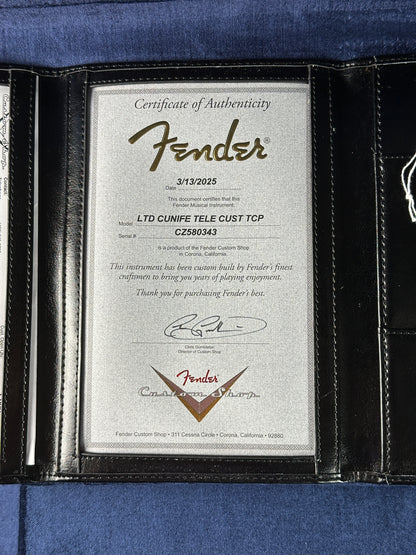 Certificate of Authenticity
Fender
3/13/2025
Date
This document certifies that this
Fender Musical Instrument.
Model LTD CUNIFE TELE CUST TCP
Serial # CZ580343
is a product of the Fender Custom Shop
in Corona, California.
This instrument has been custom built by Fender's finest
craftsmen to bring you years of playing enjoyment.
Thank you for purchasing Fender's best.
Director of Custom Shop
Fender
Custom Shop
Fender Custom Shop • 311 Cessna Circle • Corona, California • 92880